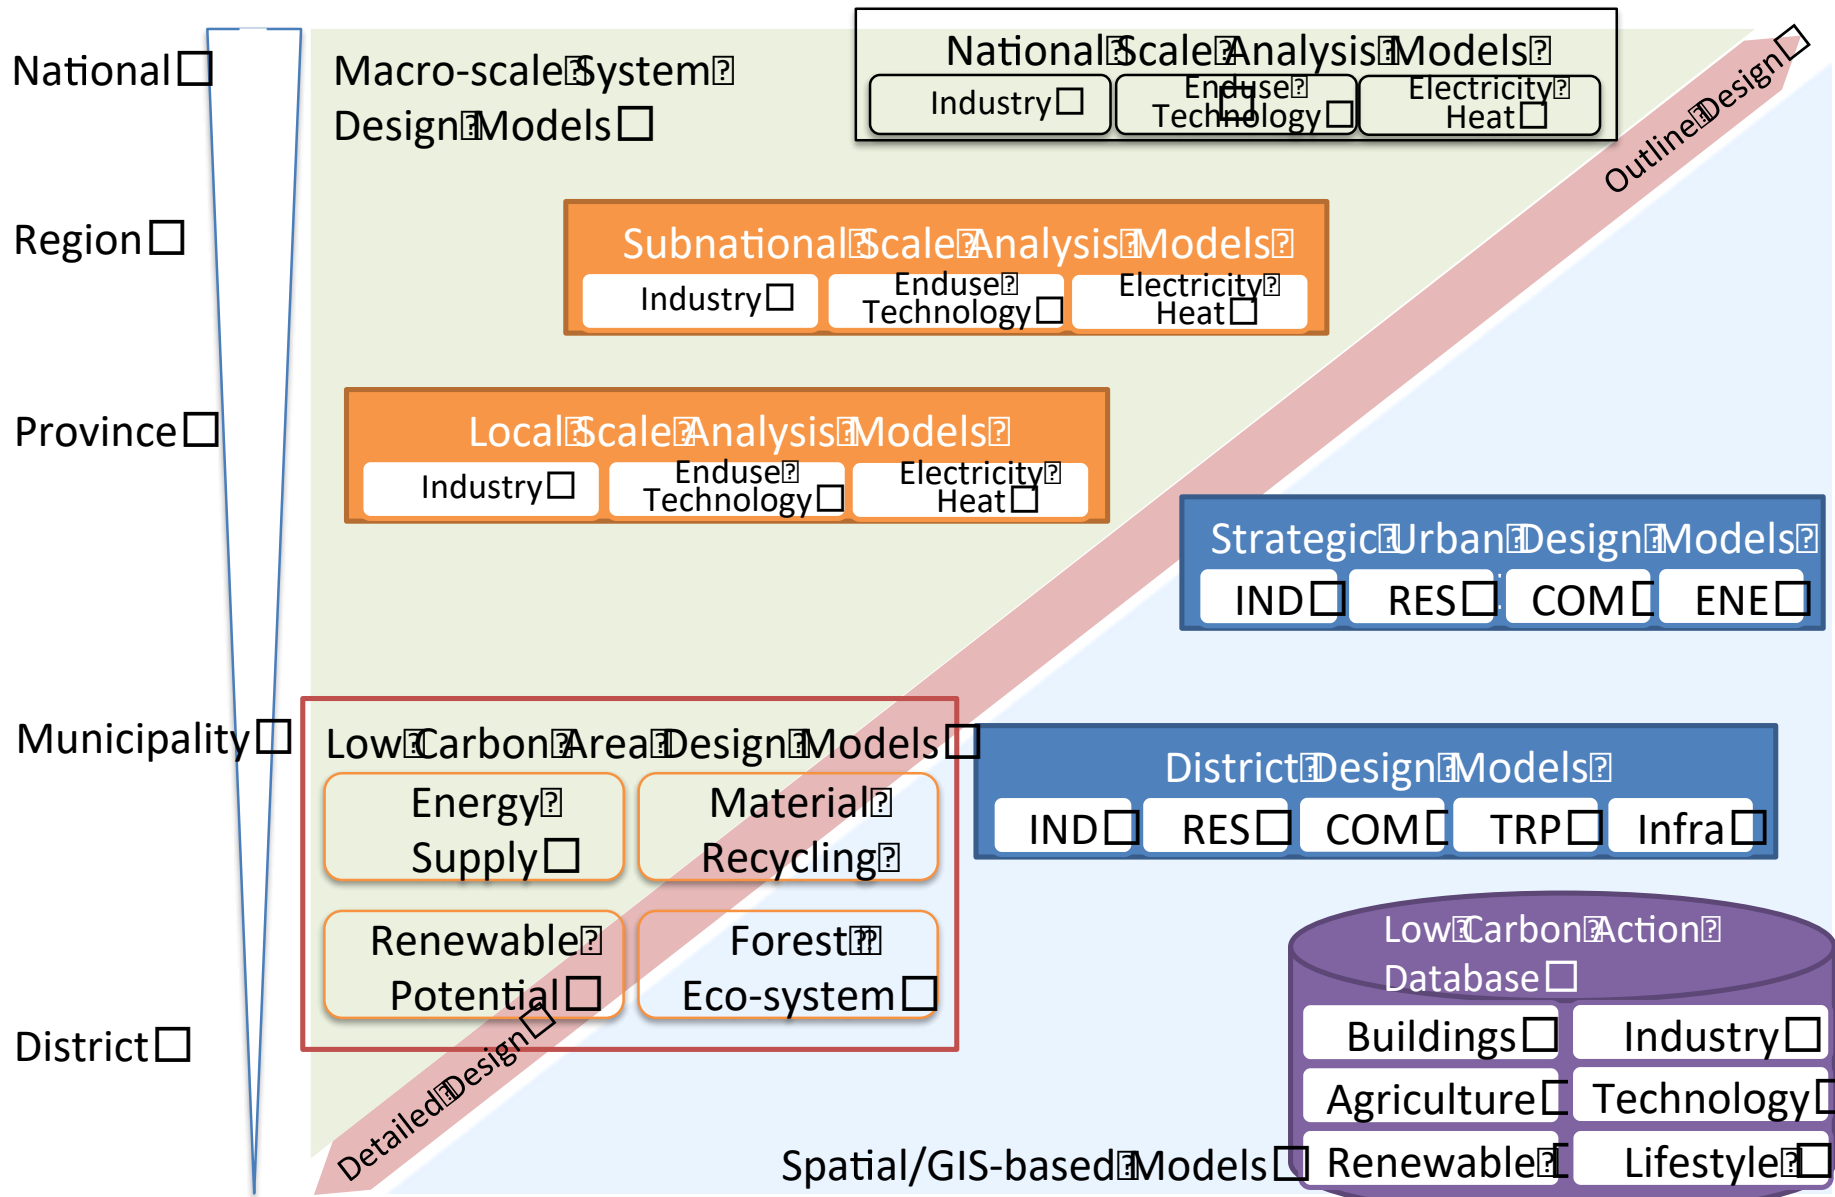 National
Region
Province
Municipality
District
Macro-scale System
Design Models
National Scale Analysis Models
Industry
Enduse
Technology
Electricity
Heat
Outline Design
Subnational Scale Analysis Models
Industry
Enduse
Technology
Electricity
Heat
Local Scale Analysis Models
Industry
Enduse
Technology
Electricity
Heat
Strategic Urban Design Models
IND
RES
COM
ENE
Low Carbon Area Design Models
Energy
Supply
Material
Recycling
Renewable
Potential
Forest
Eco-system
District Design Models
IND
RES
COM
TRP
Infra
Low Carbon Action
Database
Buildings
Industry
Agriculture
Technology
Renewable
Lifestyle
Detailed Design
Spatial/GIS-based Models